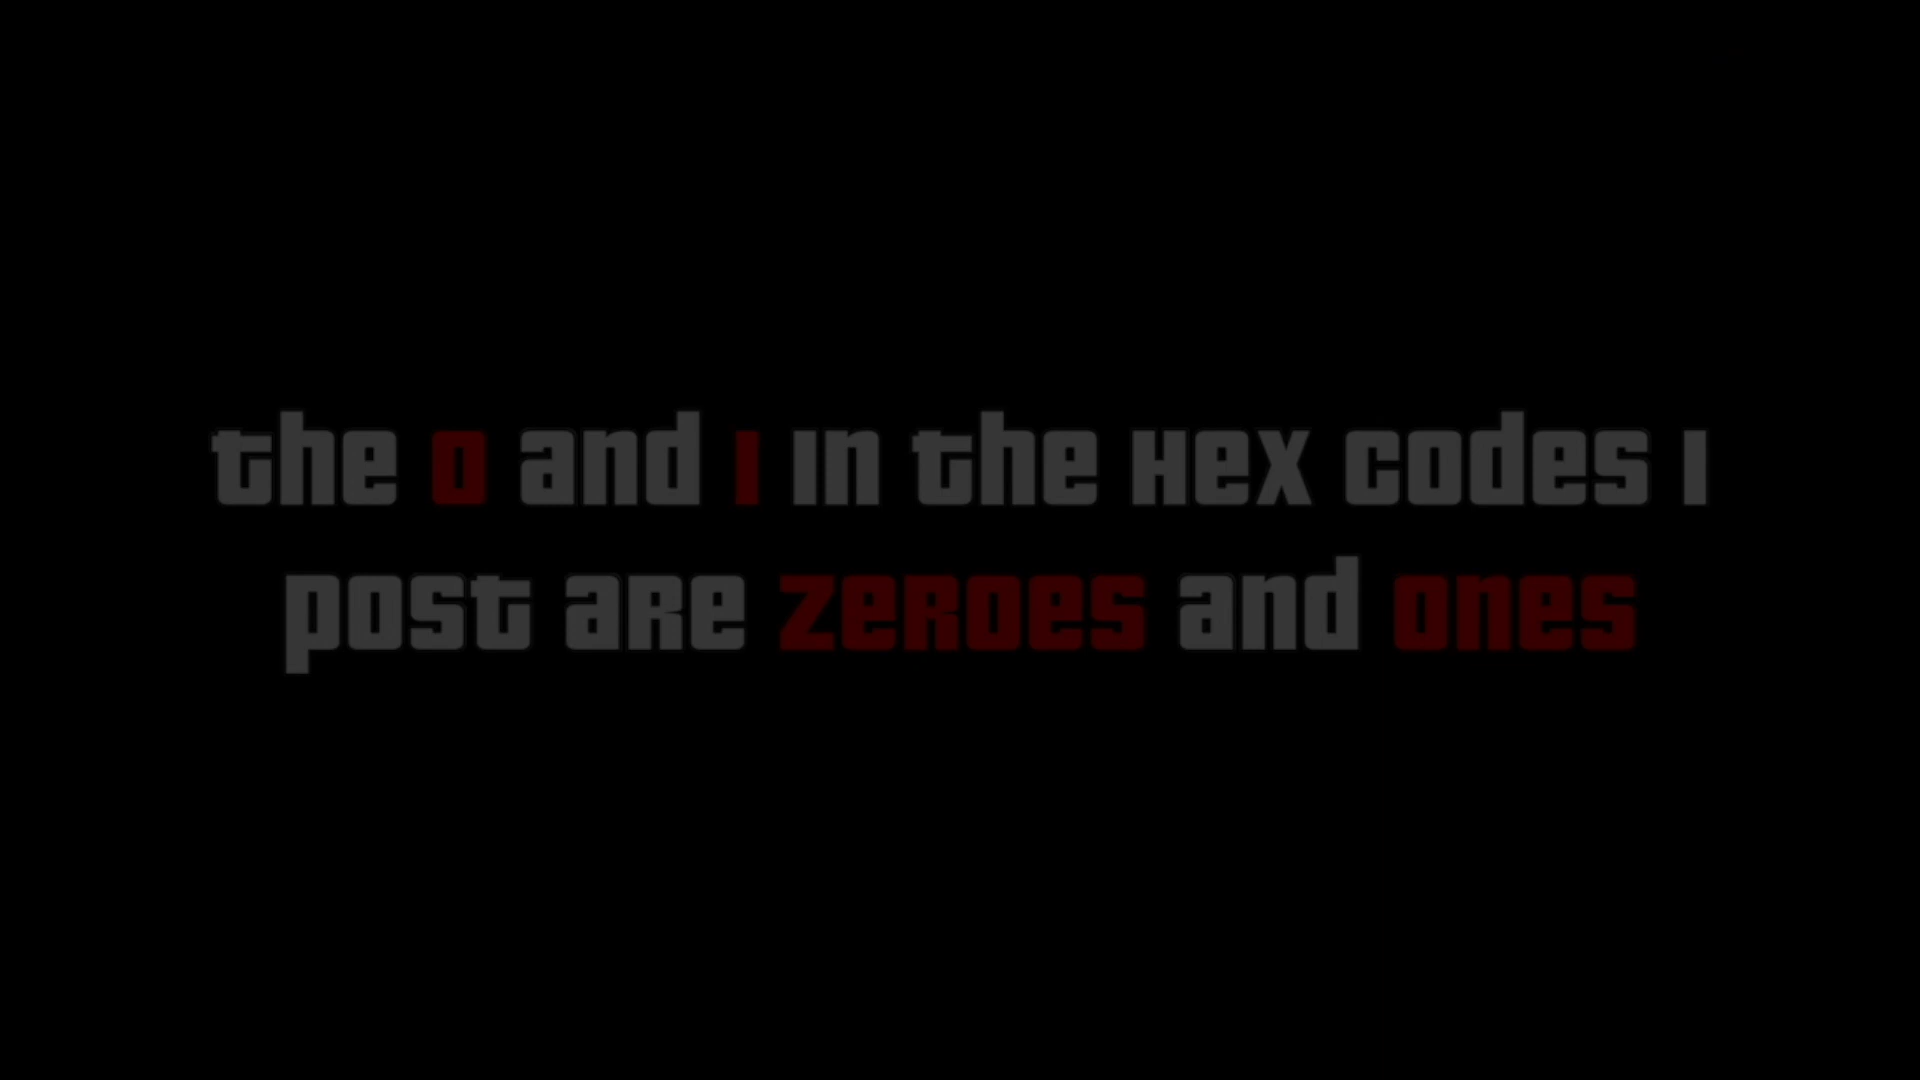 the 0 and 1 in the Hex codes I
post are zeroes and ones